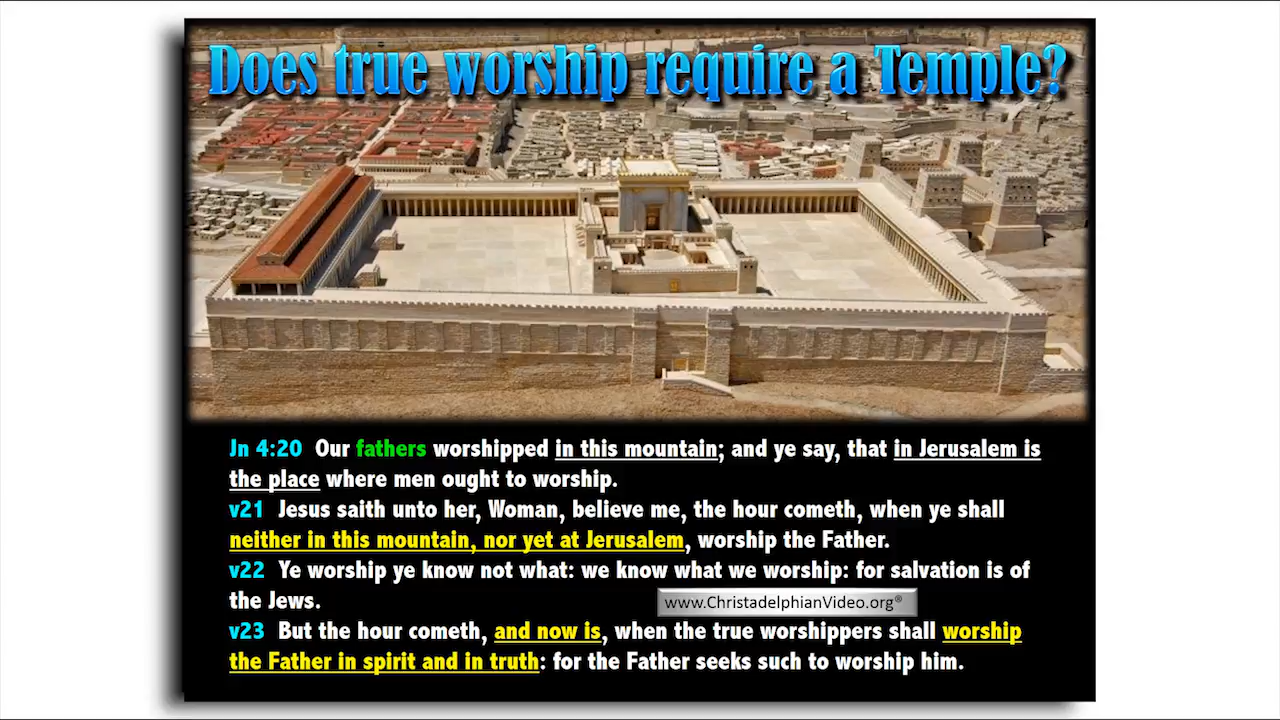 Does true worship require a Temple?
Jn 4:20 Our fathers worshipped in this mountain; and ye say, that in Jerusalem is
the place where men ought to worship.
v21 Jesus saith unto her, Woman, believe me, the hour cometh, when ye shall
neither in this mountain, nor yet at Jerusalem, worship the Father.
v22 Ye worship ye know not what: we know what we worship: for salvation is of
the Jews.
www.ChristadelphianVideo.org®
v23 But the hour cometh, and now is, when the true worshippers shall worship
the Father in spirit and in truth: for the Father seeks such to worship him.